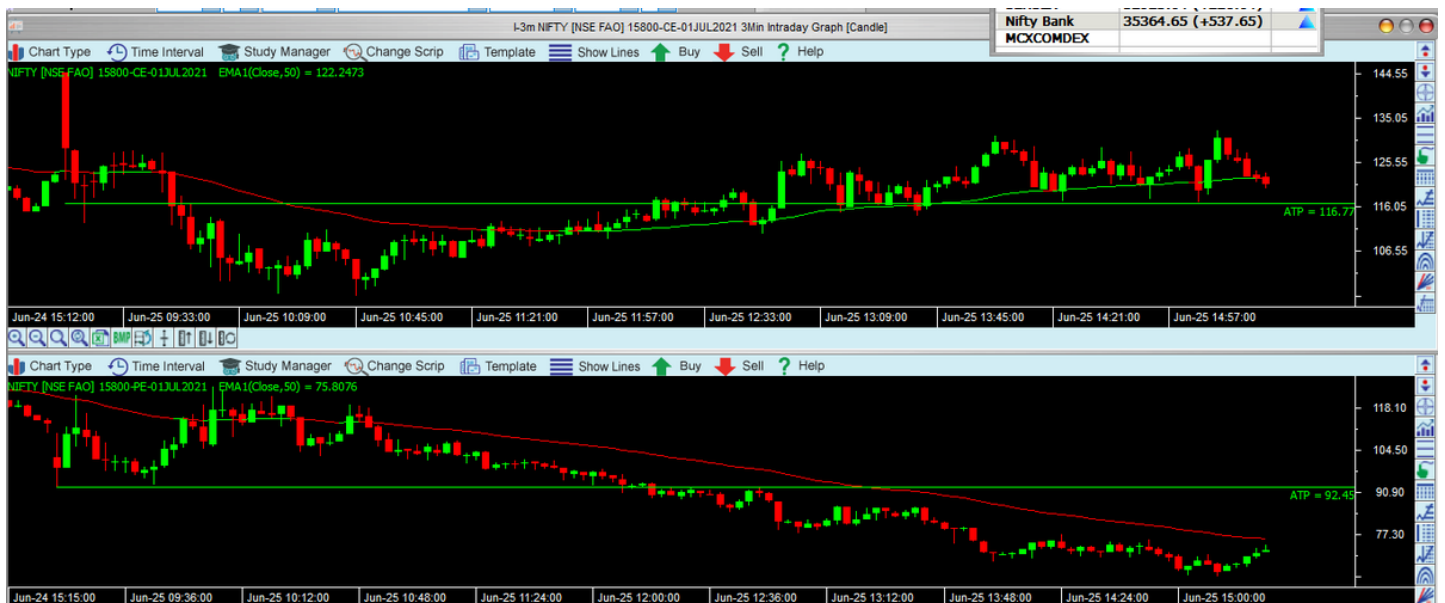 I-3m NIFTY [NSE FAO] 15800-CE-01JUL2021 3Min Intraday Graph [Candle]
Nifty Bank 35364.65 (+537.65)
MCXCOMDEX
Chart Type Time Interval Study Manager Change Scrip Template Show Lines Buy Sell Help
NIFTY [NSE FAO] 15800-CE-01JUL2021 EMA1(Close,50) = 122.2473
144.55
135.05
125.55
116.05
ATP = 116.77
106.55
Jun-24 15:12:00 Jun-25 09:33:00 Jun-25 10:09:00 Jun-25 10:45:00 Jun-25 11:21:00 Jun-25 11:57:00 Jun-25 12:33:00 Jun-25 13:09:00 Jun-25 13:45:00 Jun-25 14:21:00 Jun-25 14:57:00
BMP
Chart Type Time Interval Study Manager Change Scrip Template Show Lines Buy Sell Help
NIFTY [NSE FAO] 15800-PE-01JUL2021 EMA1(Close,50) = 75.8076
118.10
104.50
90.90
ATP = 92.45
77.30
Jun-24 15:15:00 Jun-25 09:36:00 Jun-25 10:12:00 Jun-25 10:48:00 Jun-25 11:24:00 Jun-25 12:00:00 Jun-25 12:36:00 Jun-25 13:12:00 Jun-25 13:48:00 Jun-25 14:24:00 Jun-25 15:00:00